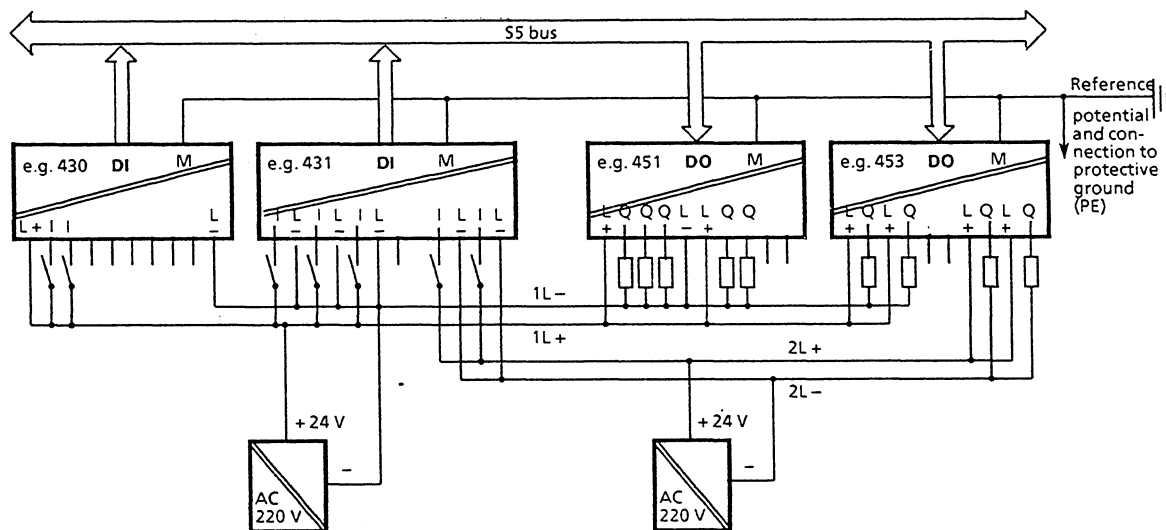 S5 bus
Reference
potential
and con-
nection to
protective
ground
(PE)
e.g. 430 DI M
e.g. 431 DI M
e.g. 451 DO M
e.g. 453 DO M
L + I I L –
I L – I L – I L – I L – I L –
L + Q Q Q L – L + Q Q
L + Q L + Q L + Q L + Q
1L –
1L +
2L +
2L –
+ 24 V
–
AC
220 V
+ 24 V
–
AC
220 V